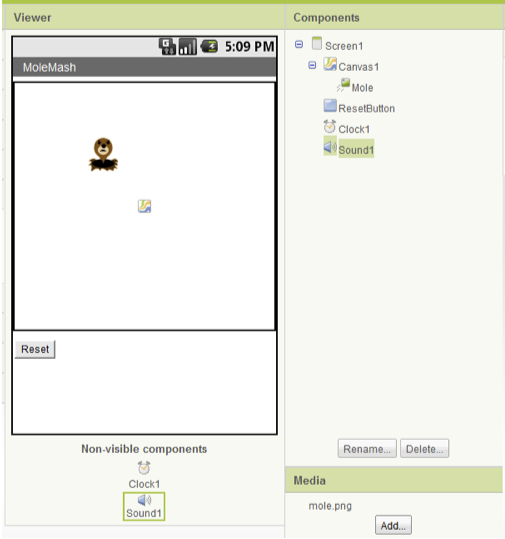 Viewer
5:09 PM
MoleMash
Reset
Non-visible components
Clock1
Sound1
Components
Screen1
Canvas1
Mole
ResetButton
Clock1
Sound1
Rename... Delete...
Media
mole.png
Add...